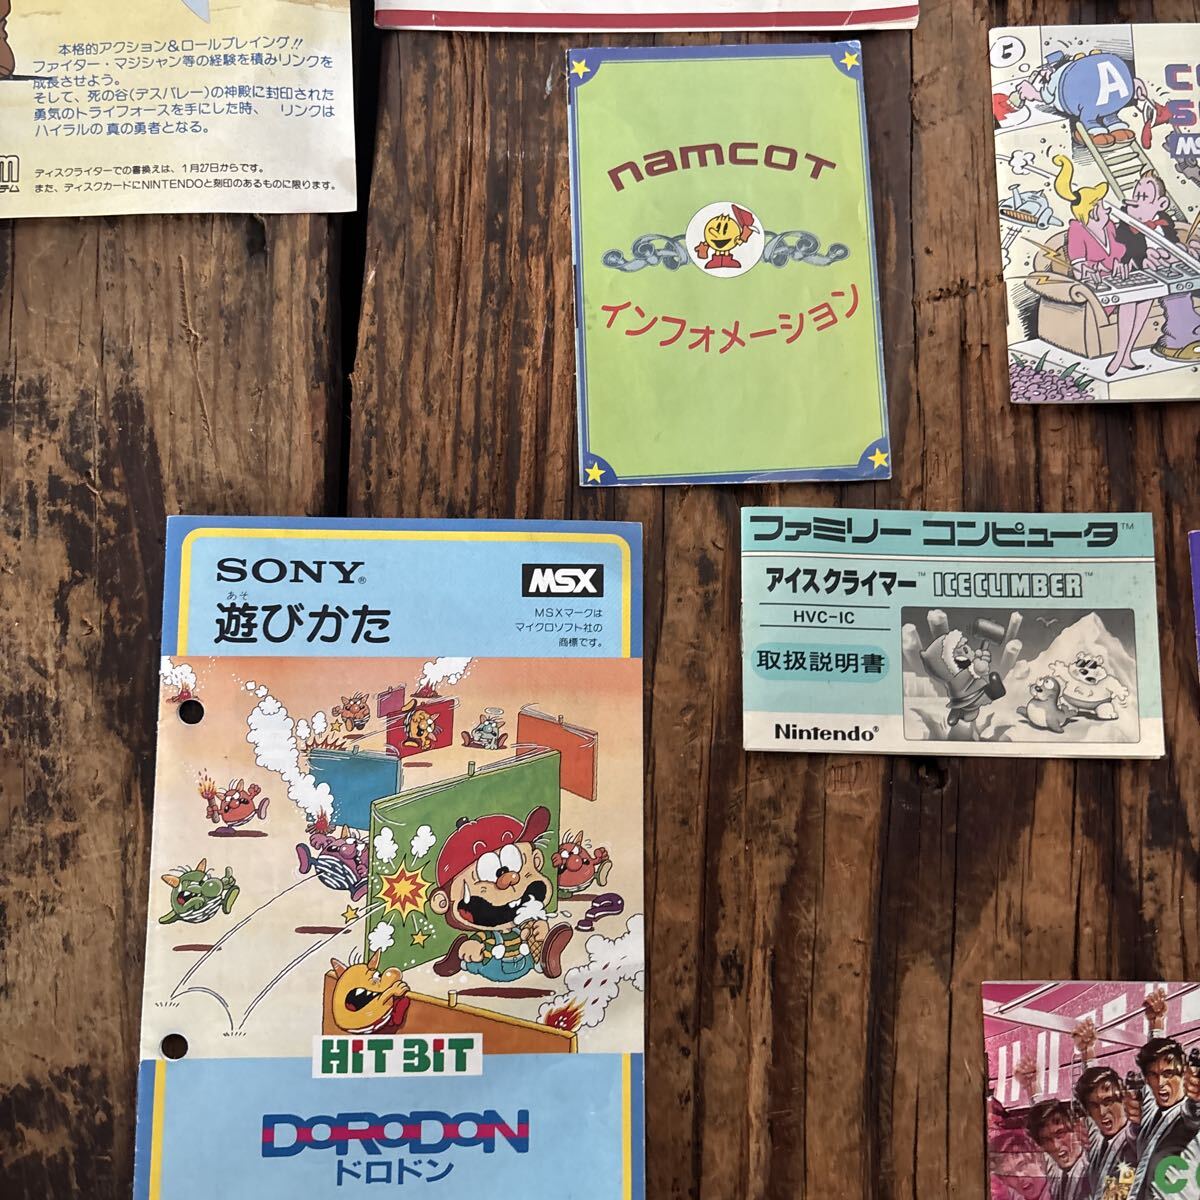 本格的アクション&ロールプレイング!!
ファイター・マジシャン等の経験を積みリンクを
成長させよう。
そして、死の谷(デスバレー)の神殿に封印された
勇気のトライフォースを手にした時、リンクは
ハイラルの真の勇者となる。
ディスクライターでの書換えは、1月27日からです。
また、ディスクカードにNINTENDOと刻印のあるものに限ります。
namcot
インフォメーション
5
A
SONY®
あそ
遊びかた
MSX
MSXマークは
マイクロソフト社の
商標です。
HiT BiT
DORODON
ドロドン
ファミリー コンピュータ™
アイスクライマー™ ICE CLIMBER™
HVC-IC
取扱説明書
Nintendo®